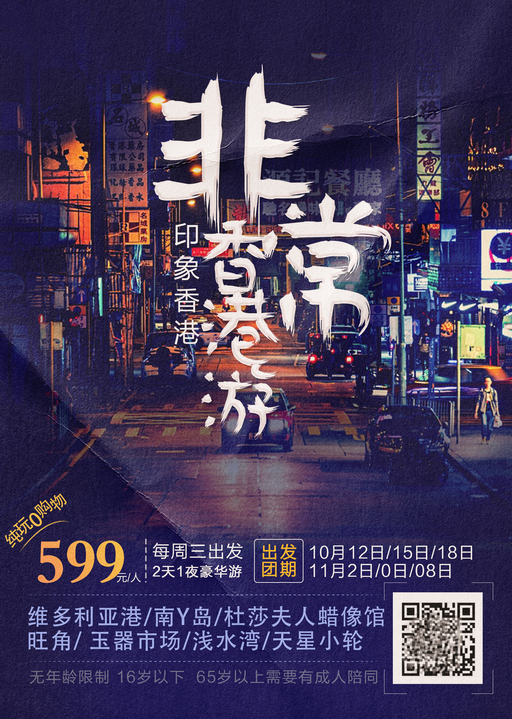 非常
香港游
印象香港
源記餐廳
纯玩0购物
599元/人
每周三出发
2天1夜豪华游
出发团期
10月12日/15日/18日
11月2日/0日/08日
维多利亚港/南Y岛/杜莎夫人蜡像馆
旺角/ 玉器市场/浅水湾/天星小轮
无年龄限制 16岁以下 65岁以上需要有成人陪同